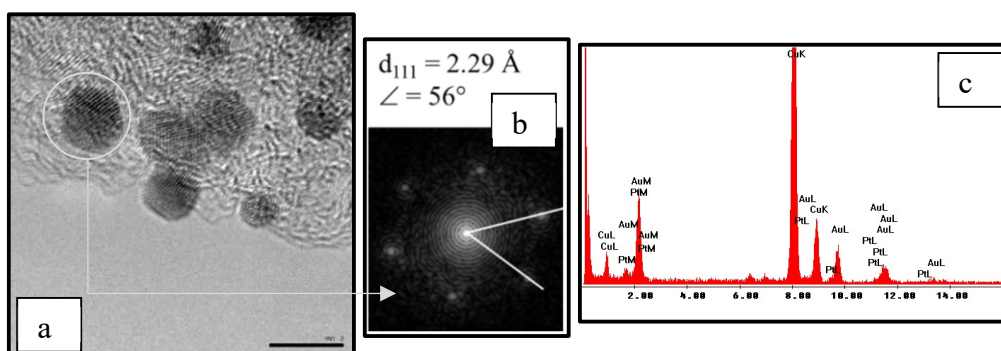 a
d₁₁₁ = 2.29 Å
∠ = 56°
b
c
CuK
AuM
PtM
AuL
AuL
PtL
CuK
AuL
AuL
AuM
AuL
AuL
CuL
AuM
PtL
CuL
PtM
PtL
PtM
PtL
PtL
AuL
PtL
2.00 4.00 6.00 8.00 10.00 12.00 14.00